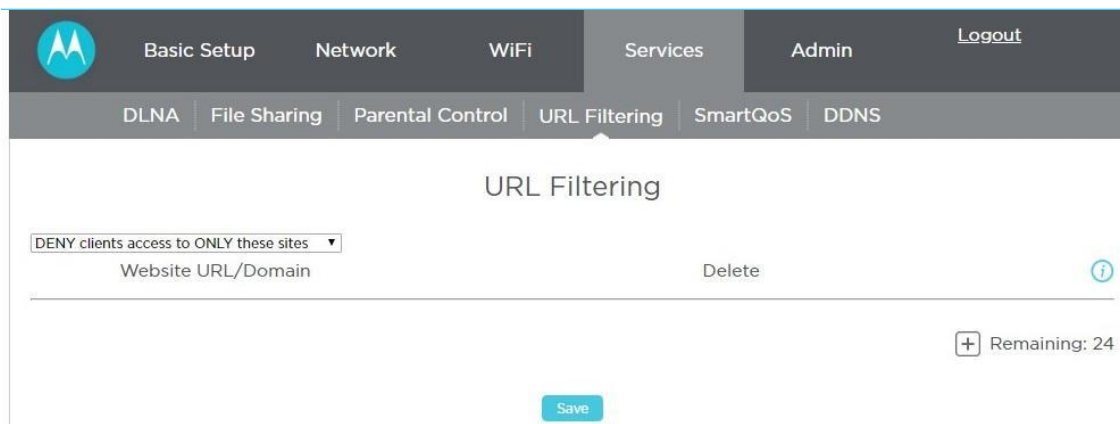 Basic Setup Network WiFi Services Admin Logout
DLNA File Sharing Parental Control URL Filtering SmartQoS DDNS
URL Filtering
DENY clients access to ONLY these sites
Website URL/Domain Delete i
+ Remaining: 24
Save